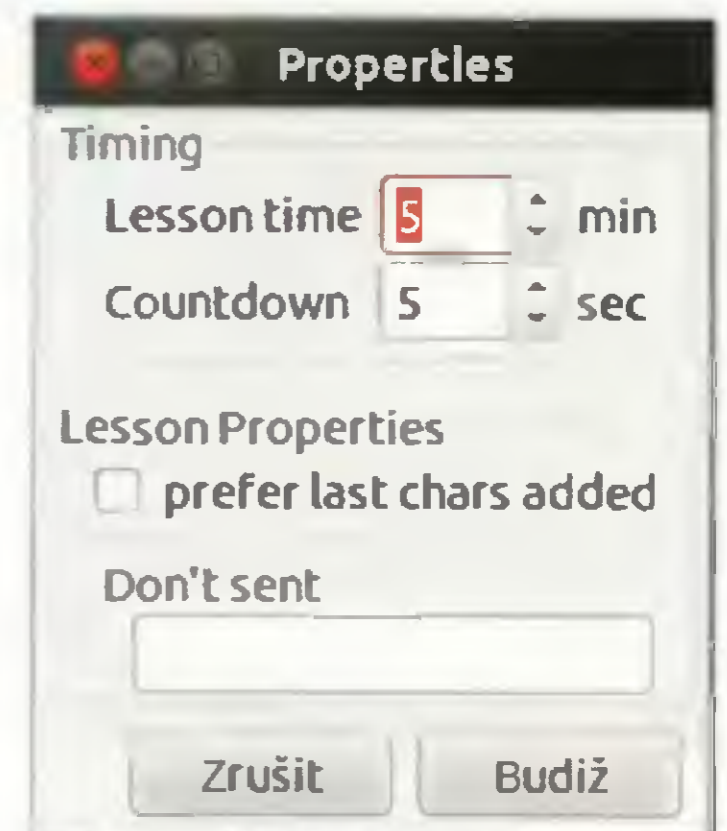 Properties
Timing
Lesson time 5 min
Countdown 5 sec
Lesson Properties
prefer last chars added
Don't sent
Zrušit Budiž